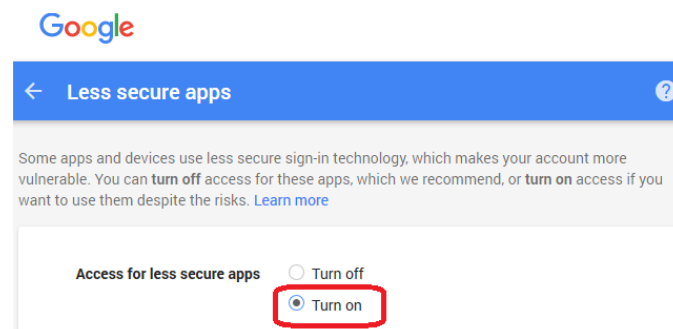 Google
Less secure apps
?
Some apps and devices use less secure sign-in technology, which makes your account more
vulnerable. You can turn off access for these apps, which we recommend, or turn on access if you
want to use them despite the risks. Learn more
Access for less secure apps Turn off
Turn on